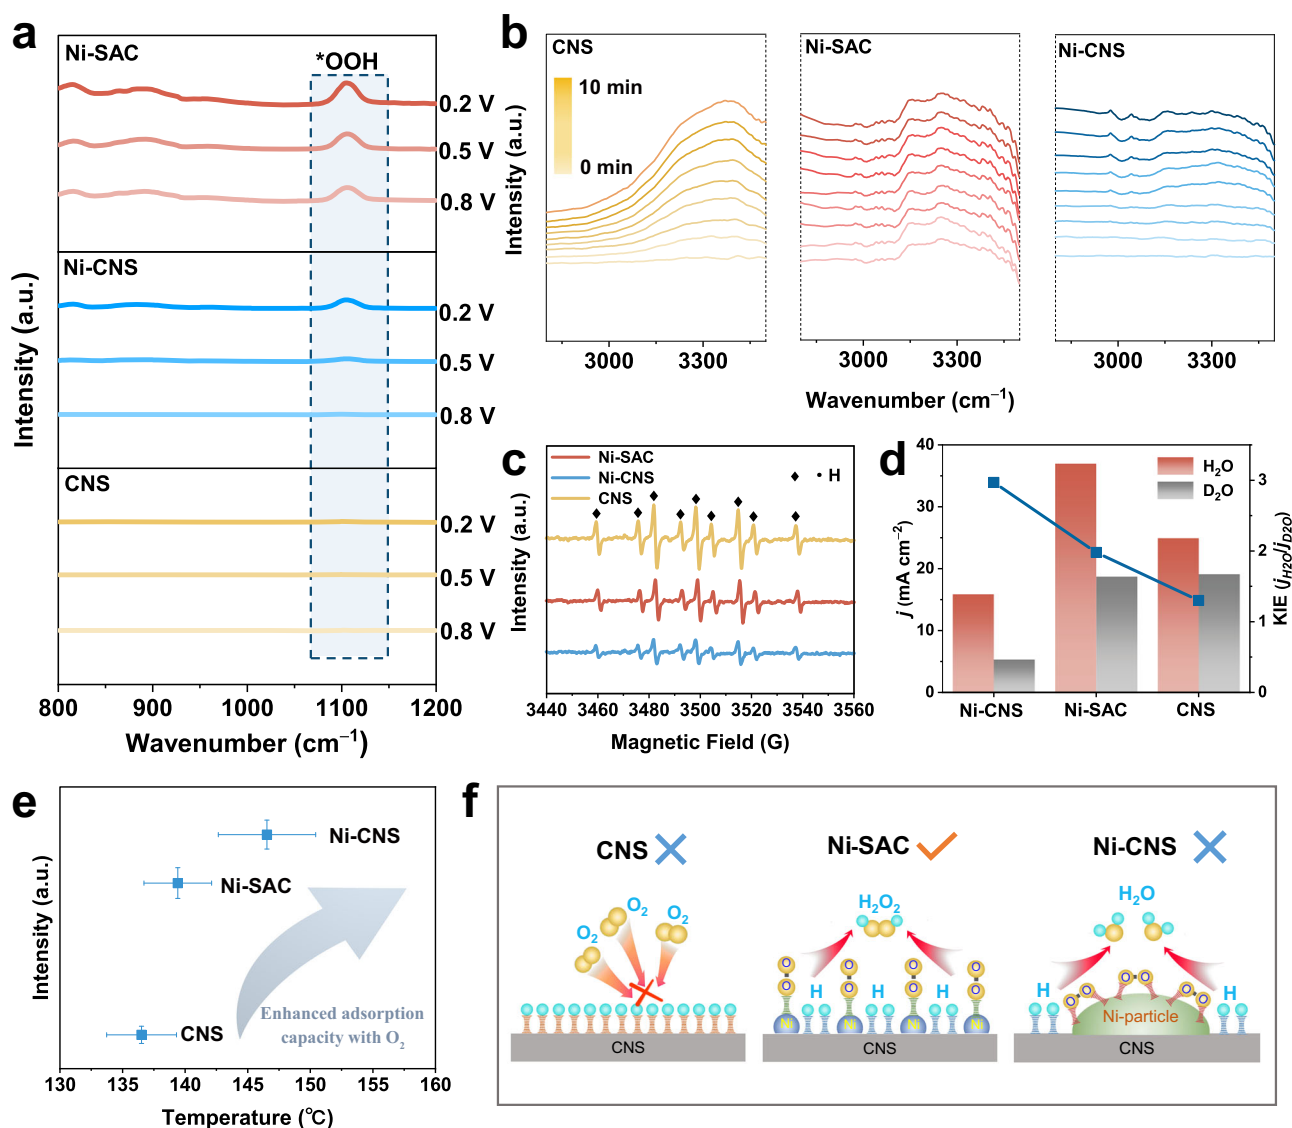 a
Ni-SAC
*OOH
0.2 V
0.5 V
0.8 V
Ni-CNS
0.2 V
0.5 V
0.8 V
CNS
0.2 V
0.5 V
0.8 V
Intensity (a.u.)
800 900 1000 1100 1200
Wavenumber (cm⁻¹)
b
CNS
10 min
0 min
Ni-SAC
Ni-CNS
Intensity (a.u.)
3000 3300
3000 3300
3000 3300
Wavenumber (cm⁻¹)
c
Ni-SAC
Ni-CNS
CNS
♦ • H
Intensity (a.u.)
3440 3460 3480 3500 3520 3540 3560
Magnetic Field (G)
d
H₂O
D₂O
40
30
20
10
0
j (mA cm⁻²)
3
2
1
0
KIE (jH2O/jD2O)
Ni-CNS Ni-SAC CNS
e
Ni-CNS
Ni-SAC
CNS
Enhanced adsorption
capacity with O₂
Intensity (a.u.)
130 135 140 145 150 155 160
Temperature (℃)
f
CNS
O₂
O₂
O₂
CNS
Ni-SAC
H₂O₂
O O O O
O O O O
H H H
Ni Ni Ni Ni
CNS
Ni-CNS
H₂O
O O
O O
O O
H H
Ni-particle
CNS